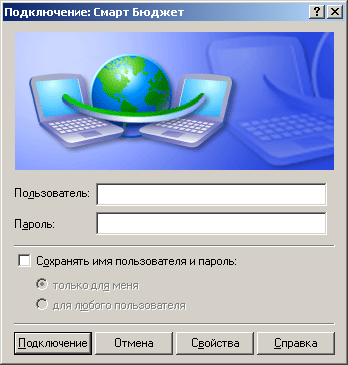 Подключение: Смарт Бюджет
Пользователь:
Пароль:
Сохранять имя пользователя и пароль:
только для меня
для любого пользователя
Подключение Отмена Свойства Справка